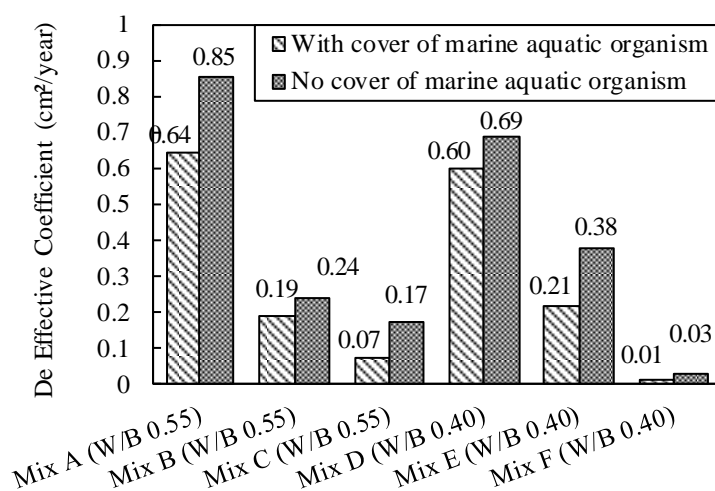 De Effective Coefficient (cm²/year)
1
0.9
0.8
0.7
0.6
0.5
0.4
0.3
0.2
0.1
0
With cover of marine aquatic organism
No cover of marine aquatic organism
0.64
0.85
0.19
0.24
0.07
0.17
0.60
0.69
0.21
0.38
0.01
0.03
Mix A (W/B 0.55)
Mix B (W/B 0.55)
Mix C (W/B 0.55)
Mix D (W/B 0.40)
Mix E (W/B 0.40)
Mix F (W/B 0.40)